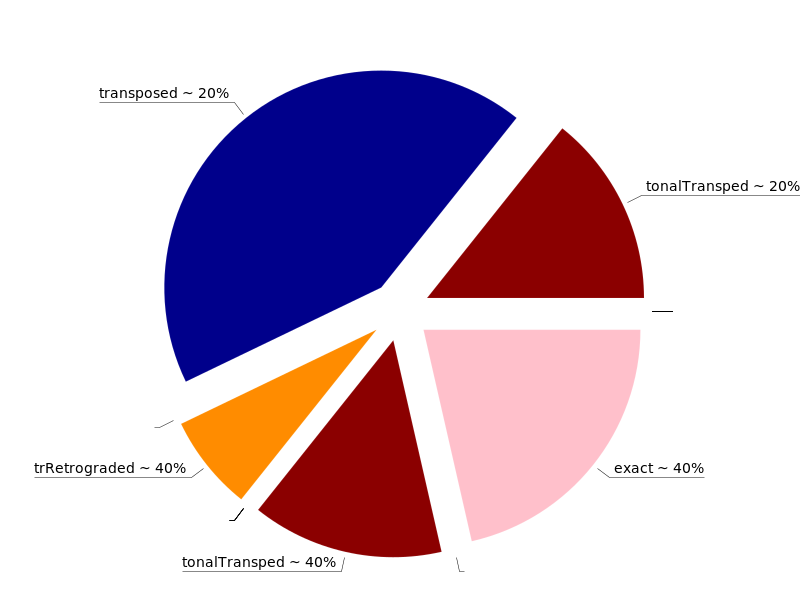 transposed ~ 20%
tonalTransped ~ 20%
trRetrograded ~ 40%
exact ~ 40%
tonalTransped ~ 40%